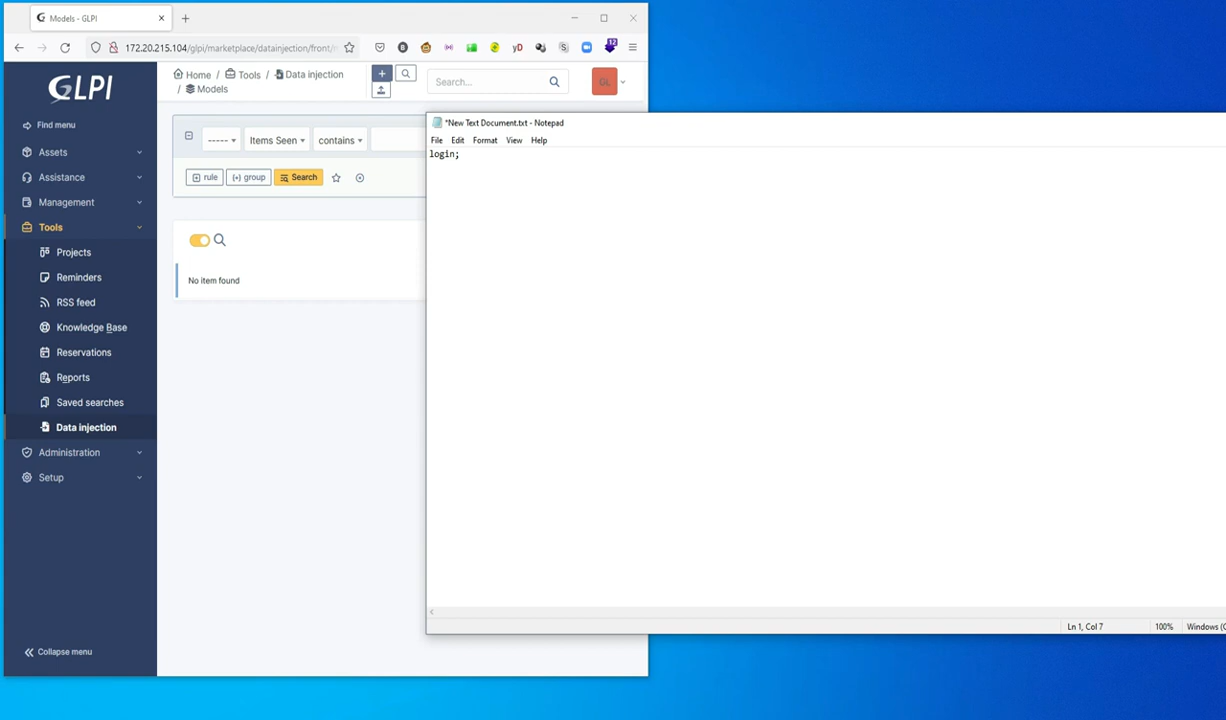 Models - GLPI
172.20.215.104/glpi/marketplace/datainjection/front/
12
GLPI
Find menu
Assets
Assistance
Management
Tools
Projects
Reminders
RSS feed
Knowledge Base
Reservations
Reports
Saved searches
Data injection
Administration
Setup
Collapse menu
Home / Tools / Data injection
/ Models
Search...
GL
-----
Items Seen
contains
rule
group
Search
No item found
*New Text Document.txt - Notepad
File Edit Format View Help
login;
Ln 1, Col 7
100%
Windows (C